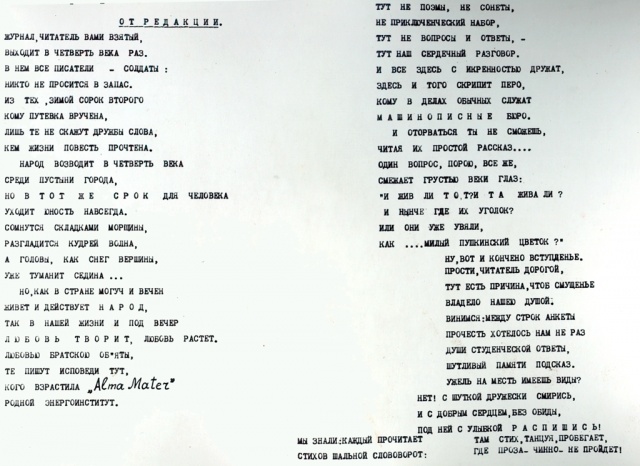 ОТ РЕДАКЦИИ.
ЖУРНАЛ,ЧИТАТЕЛЬ ВАМИ ВЗЯТЫЙ,
ВЫХОДИТ В ЧЕТВЕРТЬ ВЕКА РАЗ.
В НЕМ ВСЕ ПИСАТЕЛИ - СОЛДАТЫ:
НИКТО НЕ ПРОСИТСЯ В ЗАПАС.
ИЗ ТЕХ ,ЗИМОЙ СОРОК ВТОРОГО
КОМУ ПУТЕВКА ВРУЧЕНА,
ЛИШЬ ТЕ НЕ СКАЖУТ ДРУЖБЫ СЛОВА,
КЕМ ЖИЗНИ ПОВЕСТЬ ПРОЧТЕНА.
НАРОД ВОЗВОДИТ В ЧЕТВЕРТЬ ВЕКА
СРЕДИ ПУСТЫНИ ГОРОДА,
НО В ТОТ ЖЕ СРОК ДЛЯ ЧЕЛОВЕКА
УХОДИТ ЮНОСТЬ НАВСЕГДА.
СОМНУТСЯ СКЛАДКАМИ МОРЩИНЫ,
РАЗГЛАДИТСЯ КУДРЕЙ ВОЛНА,
А ГОЛОВЫ, КАК СНЕГ ВЕРШИНЫ,
УЖЕ ТУМАНИТ СЕДИНА ...
НО,КАК В СТРАНЕ МОГУЧ И ВЕЧЕН
ЖИВЕТ И ДЕЙСТВУЕТ НАРОД,
ТАК В НАШЕЙ ЖИЗНИ И ПОД ВЕЧЕР
ЛЮБОВЬ ТВОРИТ, ЛЮБОВЬ РАСТЕТ.
ЛЮБОВЬЮ БРАТСКОЮ ОБ"ЯТЫ,
ТЕ ПИШУТ ИСПОВЕДИ ТУТ,
КОГО ВЗРАСТИЛА „Alma Mater"
РОДНОЙ ЭНЕРГОИНСТИТУТ.
ТУТ НЕ ПОЭМЫ, НЕ СОНЕТЫ,
НЕ ПРИКЛЮЧЕНЧЕСКИЙ НАБОР,
ТУТ НЕ ВОПРОСЫ И ОТВЕТЫ, -
ТУТ НАШ СЕРДЕЧНЫЙ РАЗГОВОР.
И ВСЕ ЗДЕСЬ С ИКРЕННОСТЬЮ ДРУЖАТ,
ЗДЕСЬ И ТОГО СКРИПИТ ПЕРО,
КОМУ В ДЕЛАХ ОБЫЧНЫХ СЛУЖАТ
МАШИНОПИСНЫЕ БЮРО.
И ОТОРВАТЬСЯ ТЫ НЕ СМОЖЕШЬ,
ЧИТАЯ ИХ ПРОСТОЙ РАССКАЗ....
ОДИН ВОПРОС, ПОРОЮ, ВСЕ ЖЕ,
СМЕЖАЕТ ГРУСТЬЮ ВЕКИ ГЛАЗ:
"И ЖИВ ЛИ ТОТ?И ТА ЖИВА ЛИ?
И НЫНЧЕ ГДЕ ИХ УГОЛОК?
ИЛИ ОНИ УЖЕ УВЯЛИ,
КАК ....МИЛЫЙ ПУШКИНСКИЙ ЦВЕТОК ?"
НУ,ВОТ И КОНЧЕНО ВСТУПЛЕНЬЕ.
ПРОСТИ,ЧИТАТЕЛЬ ДОРОГОЙ,
ТУТ ЕСТЬ ПРИЧИНА,ЧТОБ СМУЩЕНЬЕ
ВЛАДЕЛО НАШЕЮ ДУШОЙ.
ВИНИМСЯ:МЕЖДУ СТРОК АНКЕТЫ
ПРОЧЕСТЬ ХОТЕЛОСЬ НАМ НЕ РАЗ
ДУШИ СТУДЕНЧЕСКОЙ ОТВЕТЫ,
ШУТЛИВЫЙ ПАМЯТИ ПОДСКАЗ.
УЖЕЛЬ НА МЕСТЬ ИМЕЕШЬ ВИДЫ?
НЕТ! С ШУТКОЙ ДРУЖЕСКИ СМИРИСЬ,
И С ДОБРЫМ СЕРДЦЕМ,БЕЗ ОБИДЫ,
ПОД НЕЙ С УЛЫБКОЙ РАСПИШИСЬ!
МЫ ЗНАЛИ:КАЖДЫЙ ПРОЧИТАЕТ
СТИХОВ ШАЛЬНОЙ СЛОВОВОРОТ:
ТАМ СТИХ,ТАНЦУЯ,ПРОБЕГАЕТ,
ГДЕ ПРОЗА- ЧИННО- НЕ ПРОЙДЕТ!